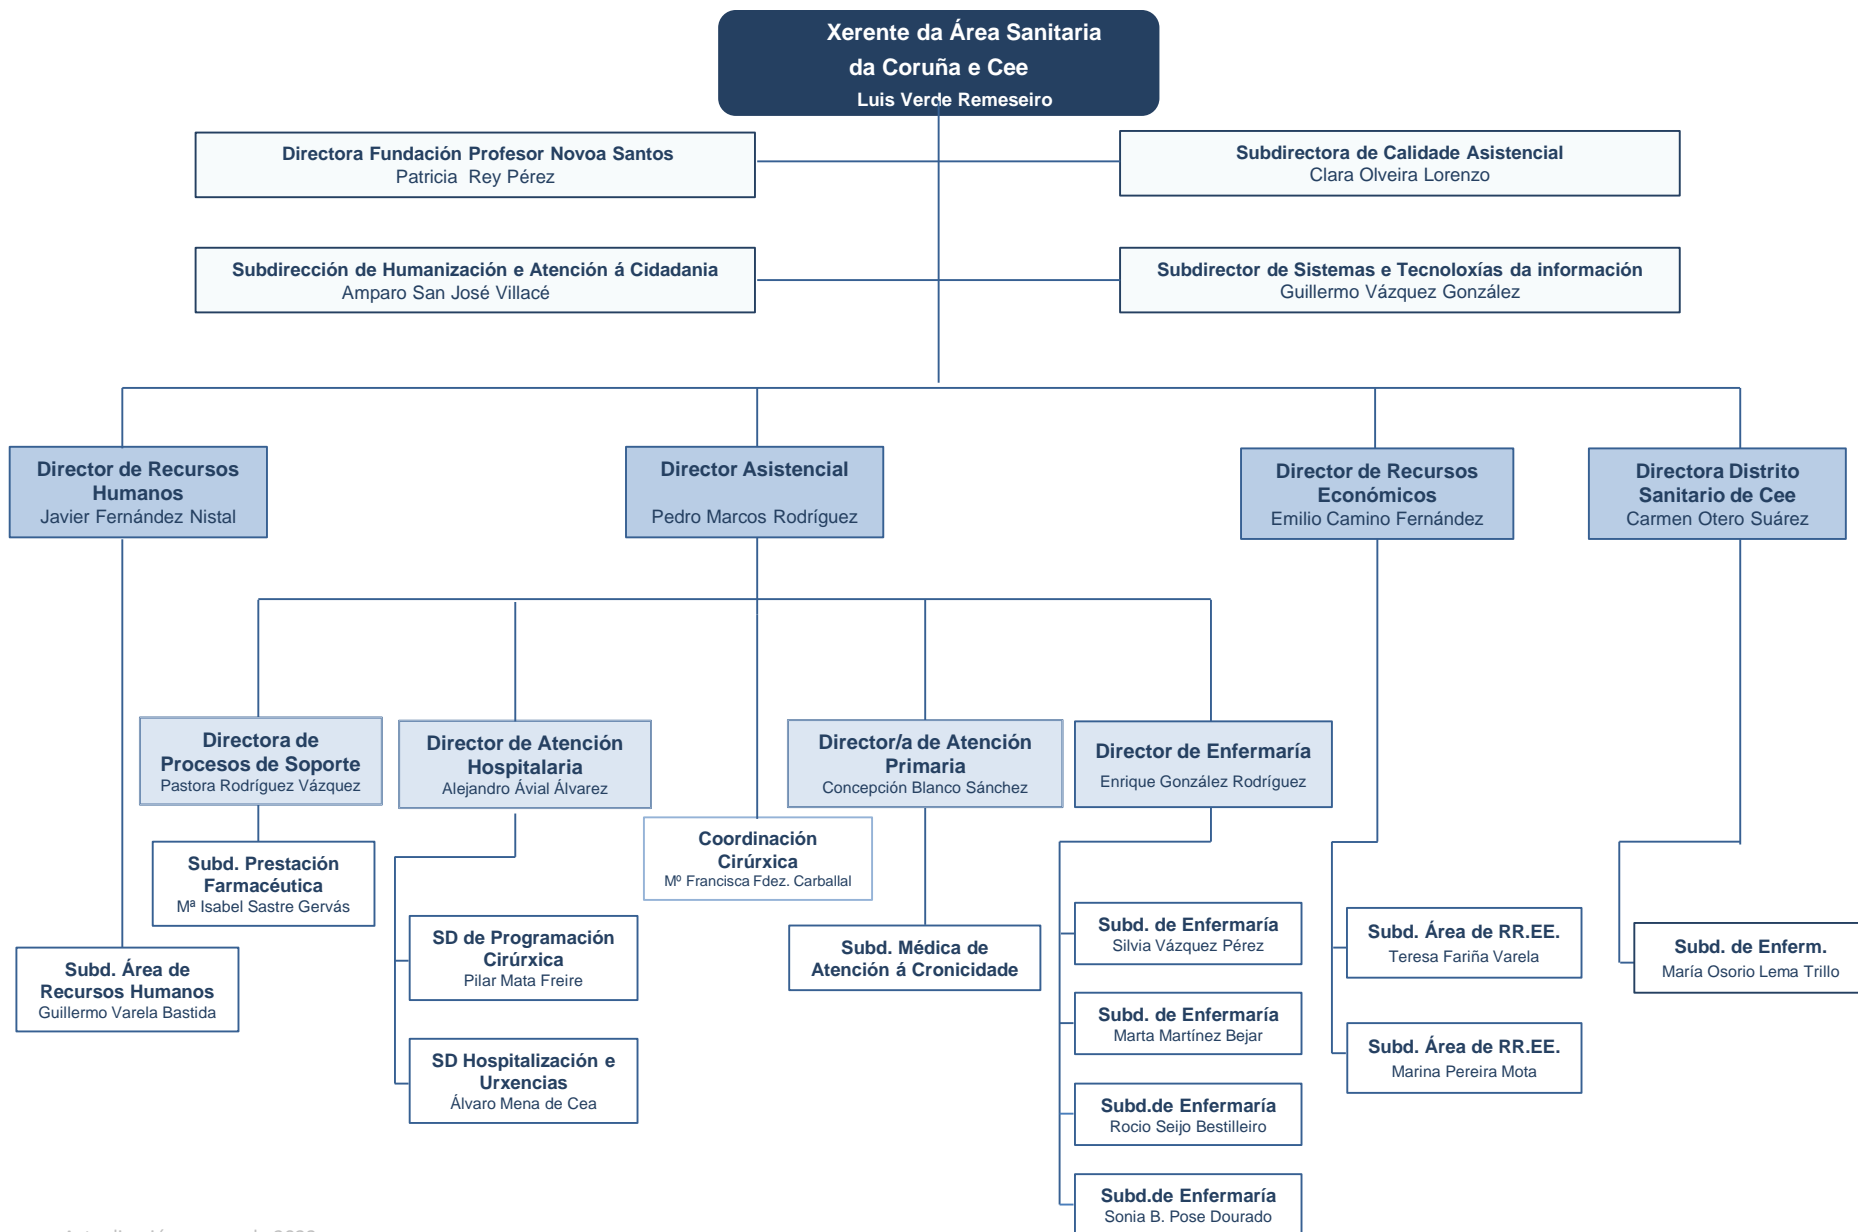 Xerente da Área Sanitaria
da Coruña e Cee
Luis Verde Remeseiro
Directora Fundación Profesor Novoa Santos
Patricia Rey Pérez
Subdirectora de Calidade Asistencial
Clara Olveira Lorenzo
Subdirección de Humanización e Atención á Cidadania
Amparo San José Villacé
Subdirector de Sistemas e Tecnoloxías da información
Guillermo Vázquez González
Director de Recursos
Humanos
Javier Fernández Nistal
Director Asistencial
Pedro Marcos Rodríguez
Director de Recursos
Económicos
Emilio Camino Fernández
Directora Distrito
Sanitario de Cee
Carmen Otero Suárez
Directora de
Procesos de Soporte
Pastora Rodríguez Vázquez
Director de Atención
Hospitalaria
Alejandro Ávial Álvarez
Director/a de Atención
Primaria
Concepción Blanco Sánchez
Director de Enfermaría
Enrique González Rodríguez
Subd. Prestación
Farmacéutica
Mª Isabel Sastre Gervás
Coordinación
Cirúrxica
Mº Francisca Fdez. Carballal
SD de Programación
Cirúrxica
Pilar Mata Freire
Subd. Médica de
Atención á Cronicidade
Subd. de Enfermaría
Silvia Vázquez Pérez
Subd. Área de RR.EE.
Teresa Fariña Varela
Subd. de Enferm.
María Osorio Lema Trillo
Subd. Área de
Recursos Humanos
Guillermo Varela Bastida
Subd. de Enfermaría
Marta Martínez Bejar
SD Hospitalización e
Urxencias
Álvaro Mena de Cea
Subd. Área de RR.EE.
Marina Pereira Mota
Subd.de Enfermaría
Rocio Seijo Bestilleiro
Subd.de Enfermaría
Sonia B. Pose Dourado